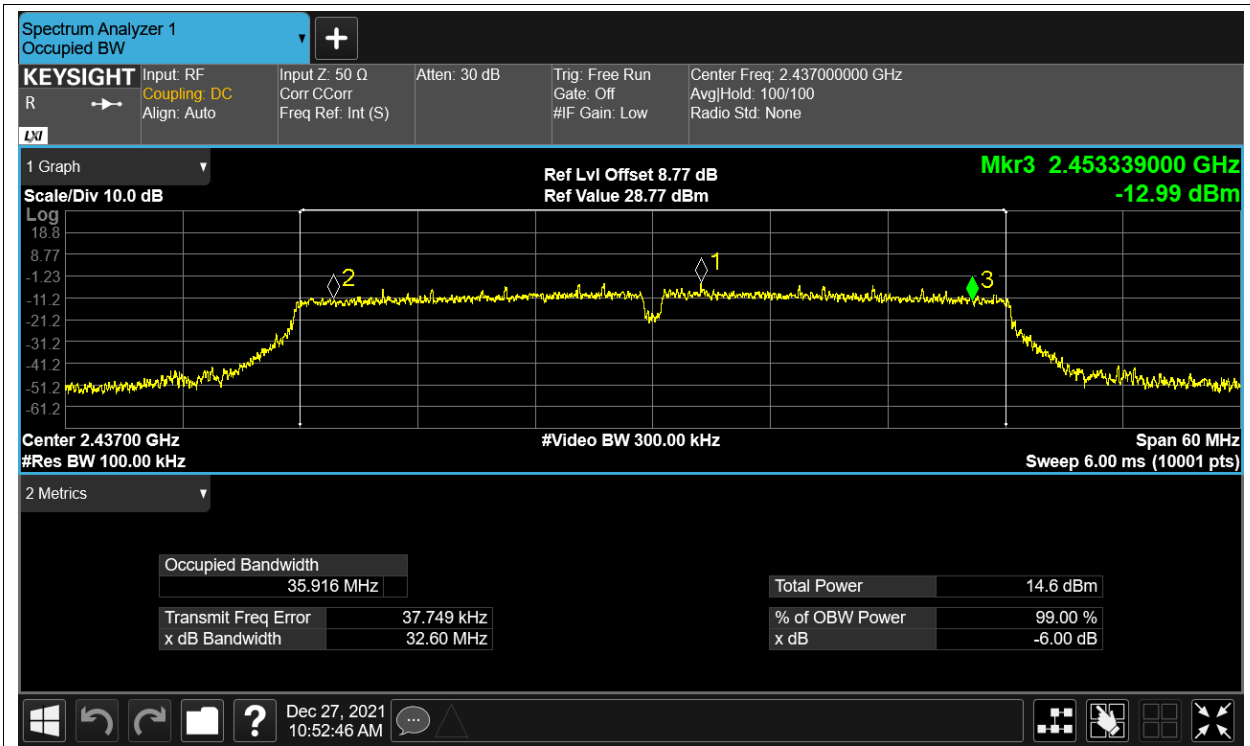 Spectrum Analyzer 1
Occupied BW
KEYSIGHT
R
LXI
Input: RF
Coupling: DC
Align: Auto
Input Z: 50 Ω
Corr CCorr
Freq Ref: Int (S)
Atten: 30 dB
Trig: Free Run
Gate: Off
#IF Gain: Low
Center Freq: 2.437000000 GHz
Avg|Hold: 100/100
Radio Std: None
1 Graph
Scale/Div 10.0 dB
Ref Lvl Offset 8.77 dB
Ref Value 28.77 dBm
Mkr3 2.453339000 GHz
-12.99 dBm
Log
18.8
8.77
-1.23
-11.2
-21.2
-31.2
-41.2
-51.2
-61.2
2
1
3
Center 2.43700 GHz
#Video BW 300.00 kHz
Span 60 MHz
#Res BW 100.00 kHz
Sweep 6.00 ms (10001 pts)
2 Metrics
Occupied Bandwidth
35.916 MHz
Total Power 14.6 dBm
Transmit Freq Error 37.749 kHz
% of OBW Power 99.00 %
x dB Bandwidth 32.60 MHz
x dB -6.00 dB
?
Dec 27, 2021
10:52:46 AM